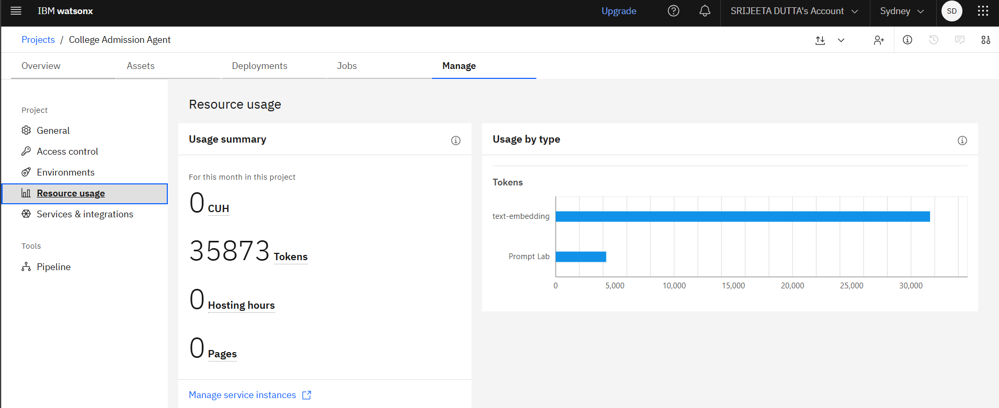 IBM watsonx
Upgrade
SRIJEETA DUTTA's Account
Sydney
SD
Projects / College Admission Agent
Overview
Assets
Deployments
Jobs
Manage
Project
General
Access control
Environments
Resource usage
Services & integrations
Tools
Pipeline
Resource usage
Usage summary
For this month in this project
0 CUH
35873 Tokens
0 Hosting hours
0 Pages
Manage service instances
Usage by type
Tokens
text-embedding
Prompt Lab
0 5,000 10,000 15,000 20,000 25,000 30,000